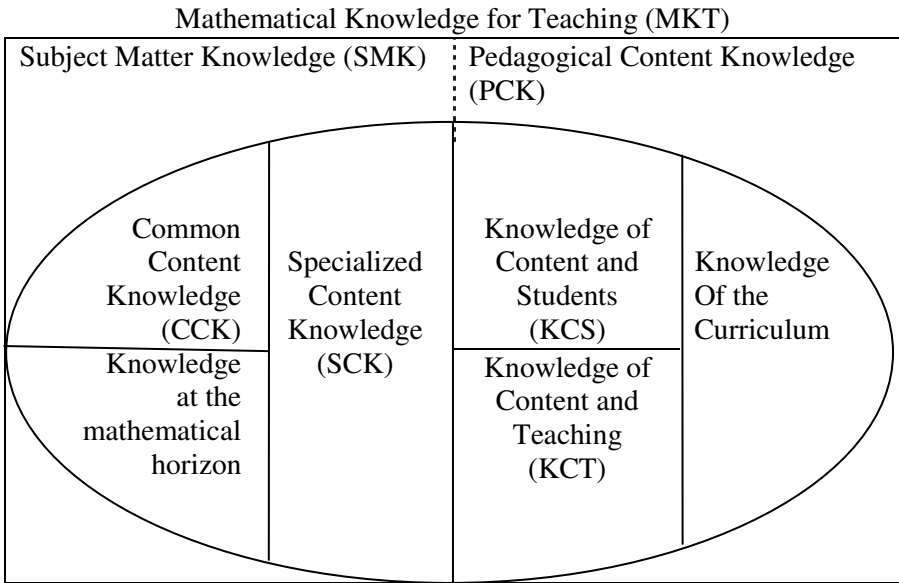 Mathematical Knowledge for Teaching (MKT)
Subject Matter Knowledge (SMK)
Pedagogical Content Knowledge
(PCK)
Common
Content
Knowledge
(CCK)
Knowledge
at the
mathematical
horizon
Specialized
Content
Knowledge
(SCK)
Knowledge of
Content and
Students
(KCS)
Knowledge of
Content and
Teaching
(KCT)
Knowledge
Of the
Curriculum